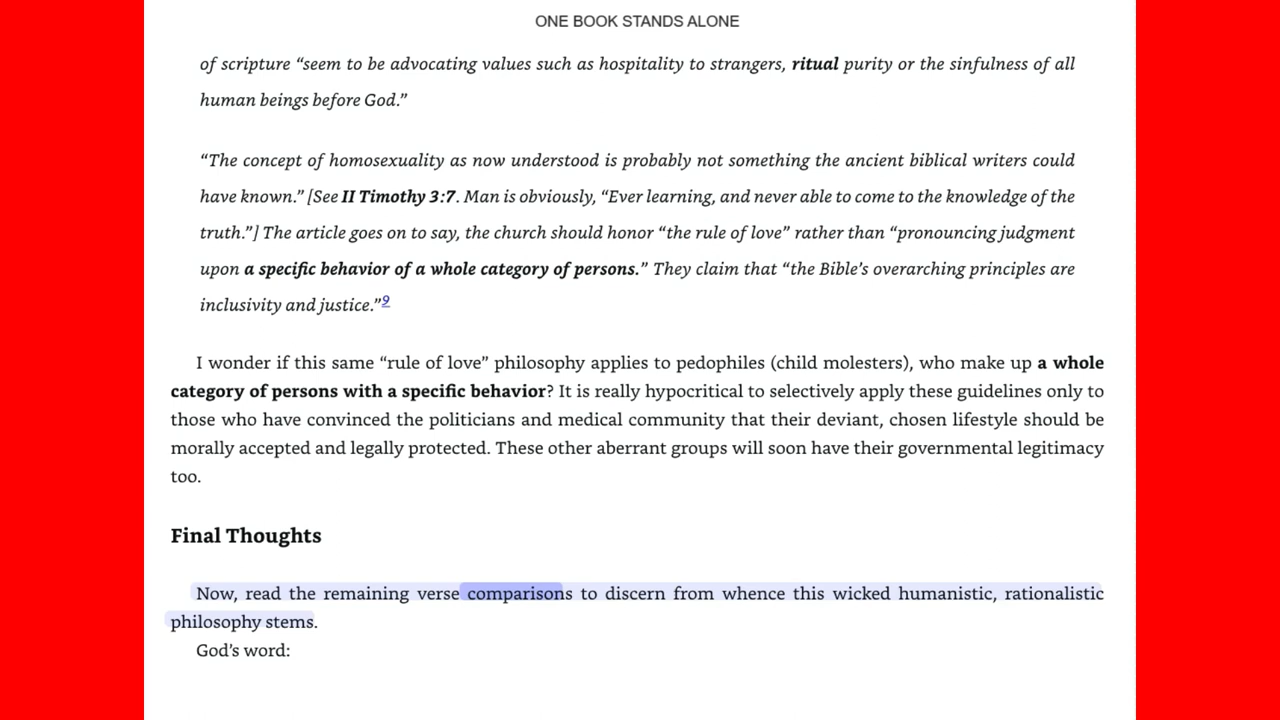 ONE BOOK STANDS ALONE
of scripture “seem to be advocating values such as hospitality to strangers, ritual purity or the sinfulness of all
human beings before God.”
“The concept of homosexuality as now understood is probably not something the ancient biblical writers could
have known.” [See II Timothy 3:7. Man is obviously, “Ever learning, and never able to come to the knowledge of the
truth.”] The article goes on to say, the church should honor “the rule of love” rather than “pronouncing judgment
upon a specific behavior of a whole category of persons.” They claim that “the Bible’s overarching principles are
inclusivity and justice.”9
I wonder if this same “rule of love” philosophy applies to pedophiles (child molesters), who make up a whole
category of persons with a specific behavior? It is really hypocritical to selectively apply these guidelines only to
those who have convinced the politicians and medical community that their deviant, chosen lifestyle should be
morally accepted and legally protected. These other aberrant groups will soon have their governmental legitimacy
too.
Final Thoughts
Now, read the remaining verse comparisons to discern from whence this wicked humanistic, rationalistic
philosophy stems.
God’s word: